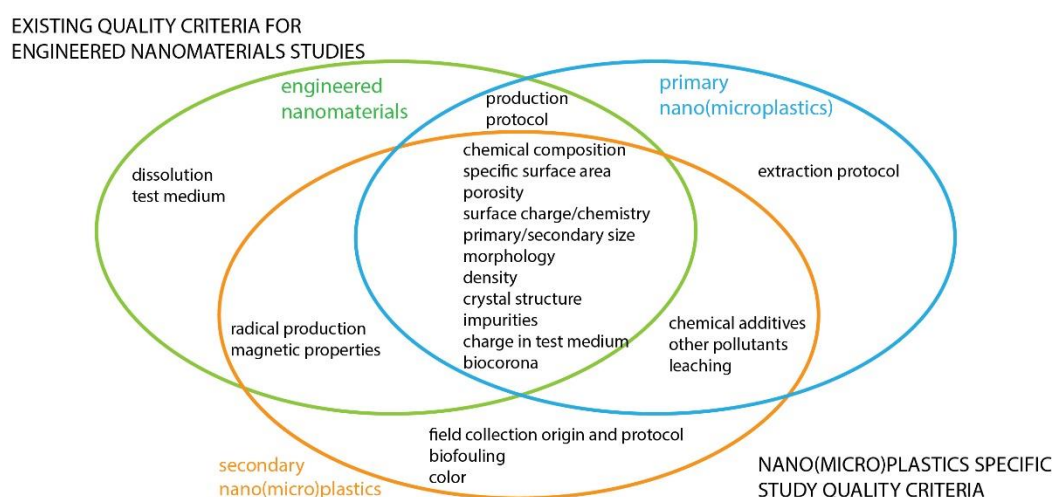 EXISTING QUALITY CRITERIA FOR
ENGINEERED NANOMATERIALS STUDIES
engineered
nanomaterials
production
protocol
primary
nano(microplastics)
dissolution
test medium
chemical composition
specific surface area
porosity
surface charge/chemistry
primary/secondary size
morphology
density
crystal structure
impurities
charge in test medium
biocorona
extraction protocol
radical production
magnetic properties
chemical additives
other pollutants
leaching
field collection origin and protocol
biofouling
color
secondary
nano(micro)plastics
NANO(MICRO)PLASTICS SPECIFIC
STUDY QUALITY CRITERIA